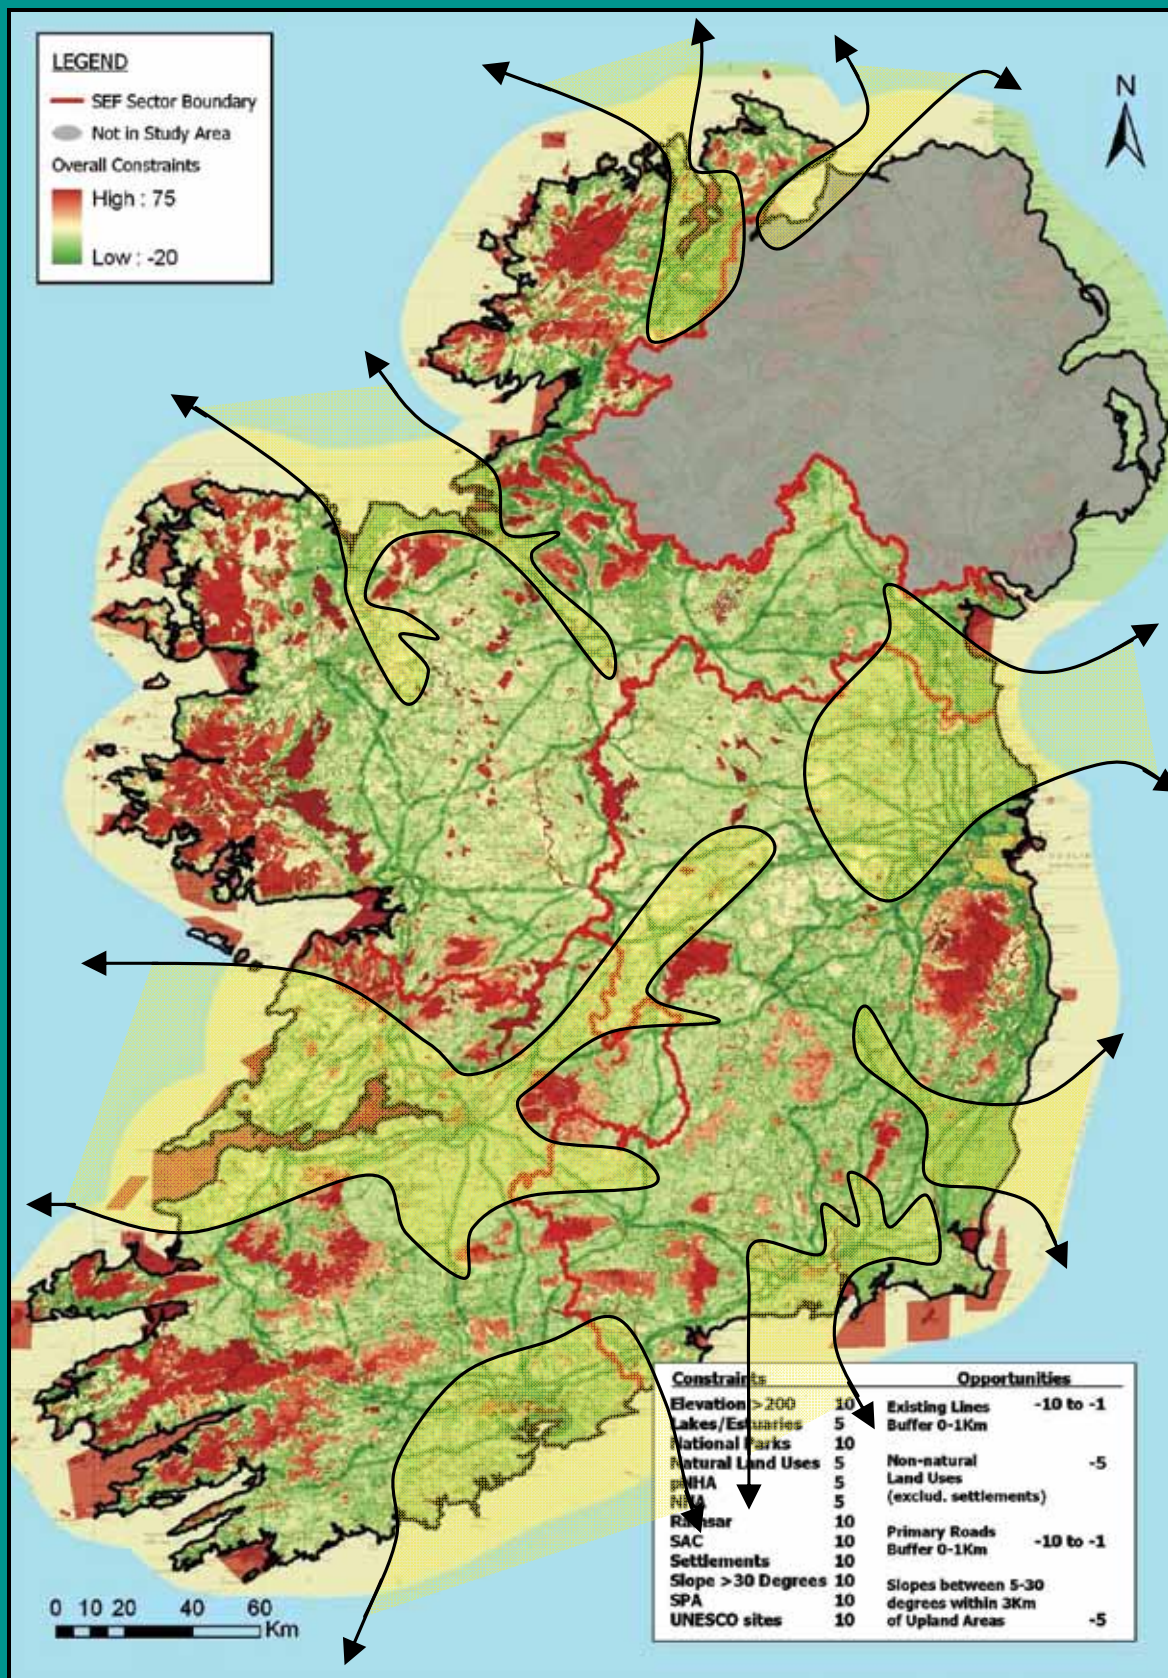 LEGEND
SEF Sector Boundary
Not in Study Area
Overall Constraints
High : 75
Low : -20
N
0 10 20 40 60
Km
Constraints
Elevation >200 10
Lakes/Estuaries 5
National Parks 10
Natural Land Uses 5
pNHA 5
NHA 5
Ramsar 10
SAC 10
Settlements 10
Slope >30 Degrees 10
SPA 10
UNESCO sites 10
Opportunities
Existing Lines -10 to -1
Buffer 0-1Km
Non-natural -5
Land Uses
(exclud. settlements)
Primary Roads -10 to -1
Buffer 0-1Km
Slopes between 5-30
degrees within 3Km
of Upland Areas -5